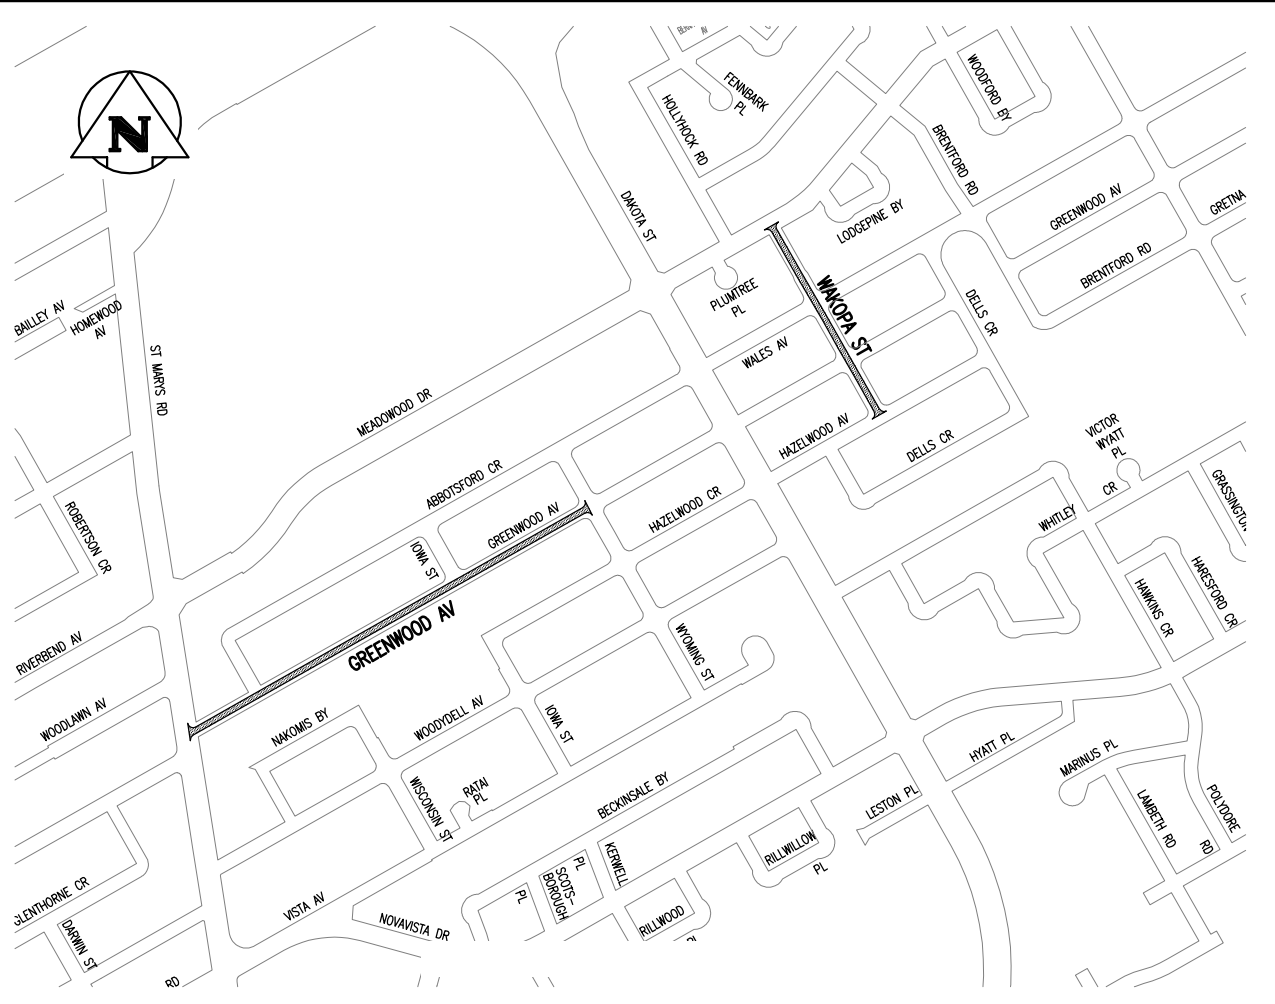 N
FENNBARK
PL
HOLLYHOCK RD
WOODFORD BY
BRENTFORD RD
DAKOTA ST
LODGEPINE BY
GREENWOOD AV
GRETNA
BRENTFORD RD
PLUMTREE
PL
WAKOPA ST
DELLS CR
BAILLEY AV
HOMEWOOD
AV
ST MARYS RD
WALES AV
MEADOWOOD DR
HAZELWOOD AV
DELLS CR
VICTOR
WYATT
PL
ABBOTSFORD CR
GREENWOOD AV
HAZELWOOD CR
WHITLEY
CR
GRASSINGTON
ROBERTSON CR
IOWA ST
GREENWOOD AV
HAWKINS CR
HARESFORD CR
RIVERBEND AV
WYOMING ST
WOODLAWN AV
NAKOMIS BY
WOODYDELL AV
IOWA ST
HYATT PL
MARINUS PL
WISCONSIN ST
RATAI
PL
BECKINSALE BY
LESTON PL
LAMBETH RD
POLYDORE
RD
RILLWILLOW
PL
KERWELL
PL
SCOTS-
BOROUGH
PL
GLENTHORNE CR
VISTA AV
NOVAVISTA DR
RILLWOOD
PL
DARWIN ST
RD